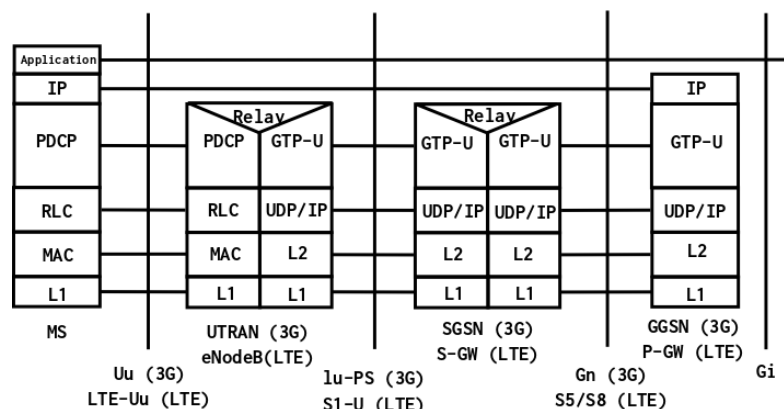 Application
IP IP
Relay Relay
PDCP PDCP GTP-U GTP-U GTP-U GTP-U
RLC RLC UDP/IP UDP/IP UDP/IP UDP/IP
MAC MAC L2 L2 L2 L2
L1 L1 L1 L1 L1 L1
MS UTRAN (3G) SGSN (3G) GGSN (3G)
eNodeB(LTE) S-GW (LTE) P-GW (LTE)
Uu (3G) lu-PS (3G) Gn (3G) Gi
LTE-Uu (LTE) S1-U (LTE) S5/S8 (LTE)